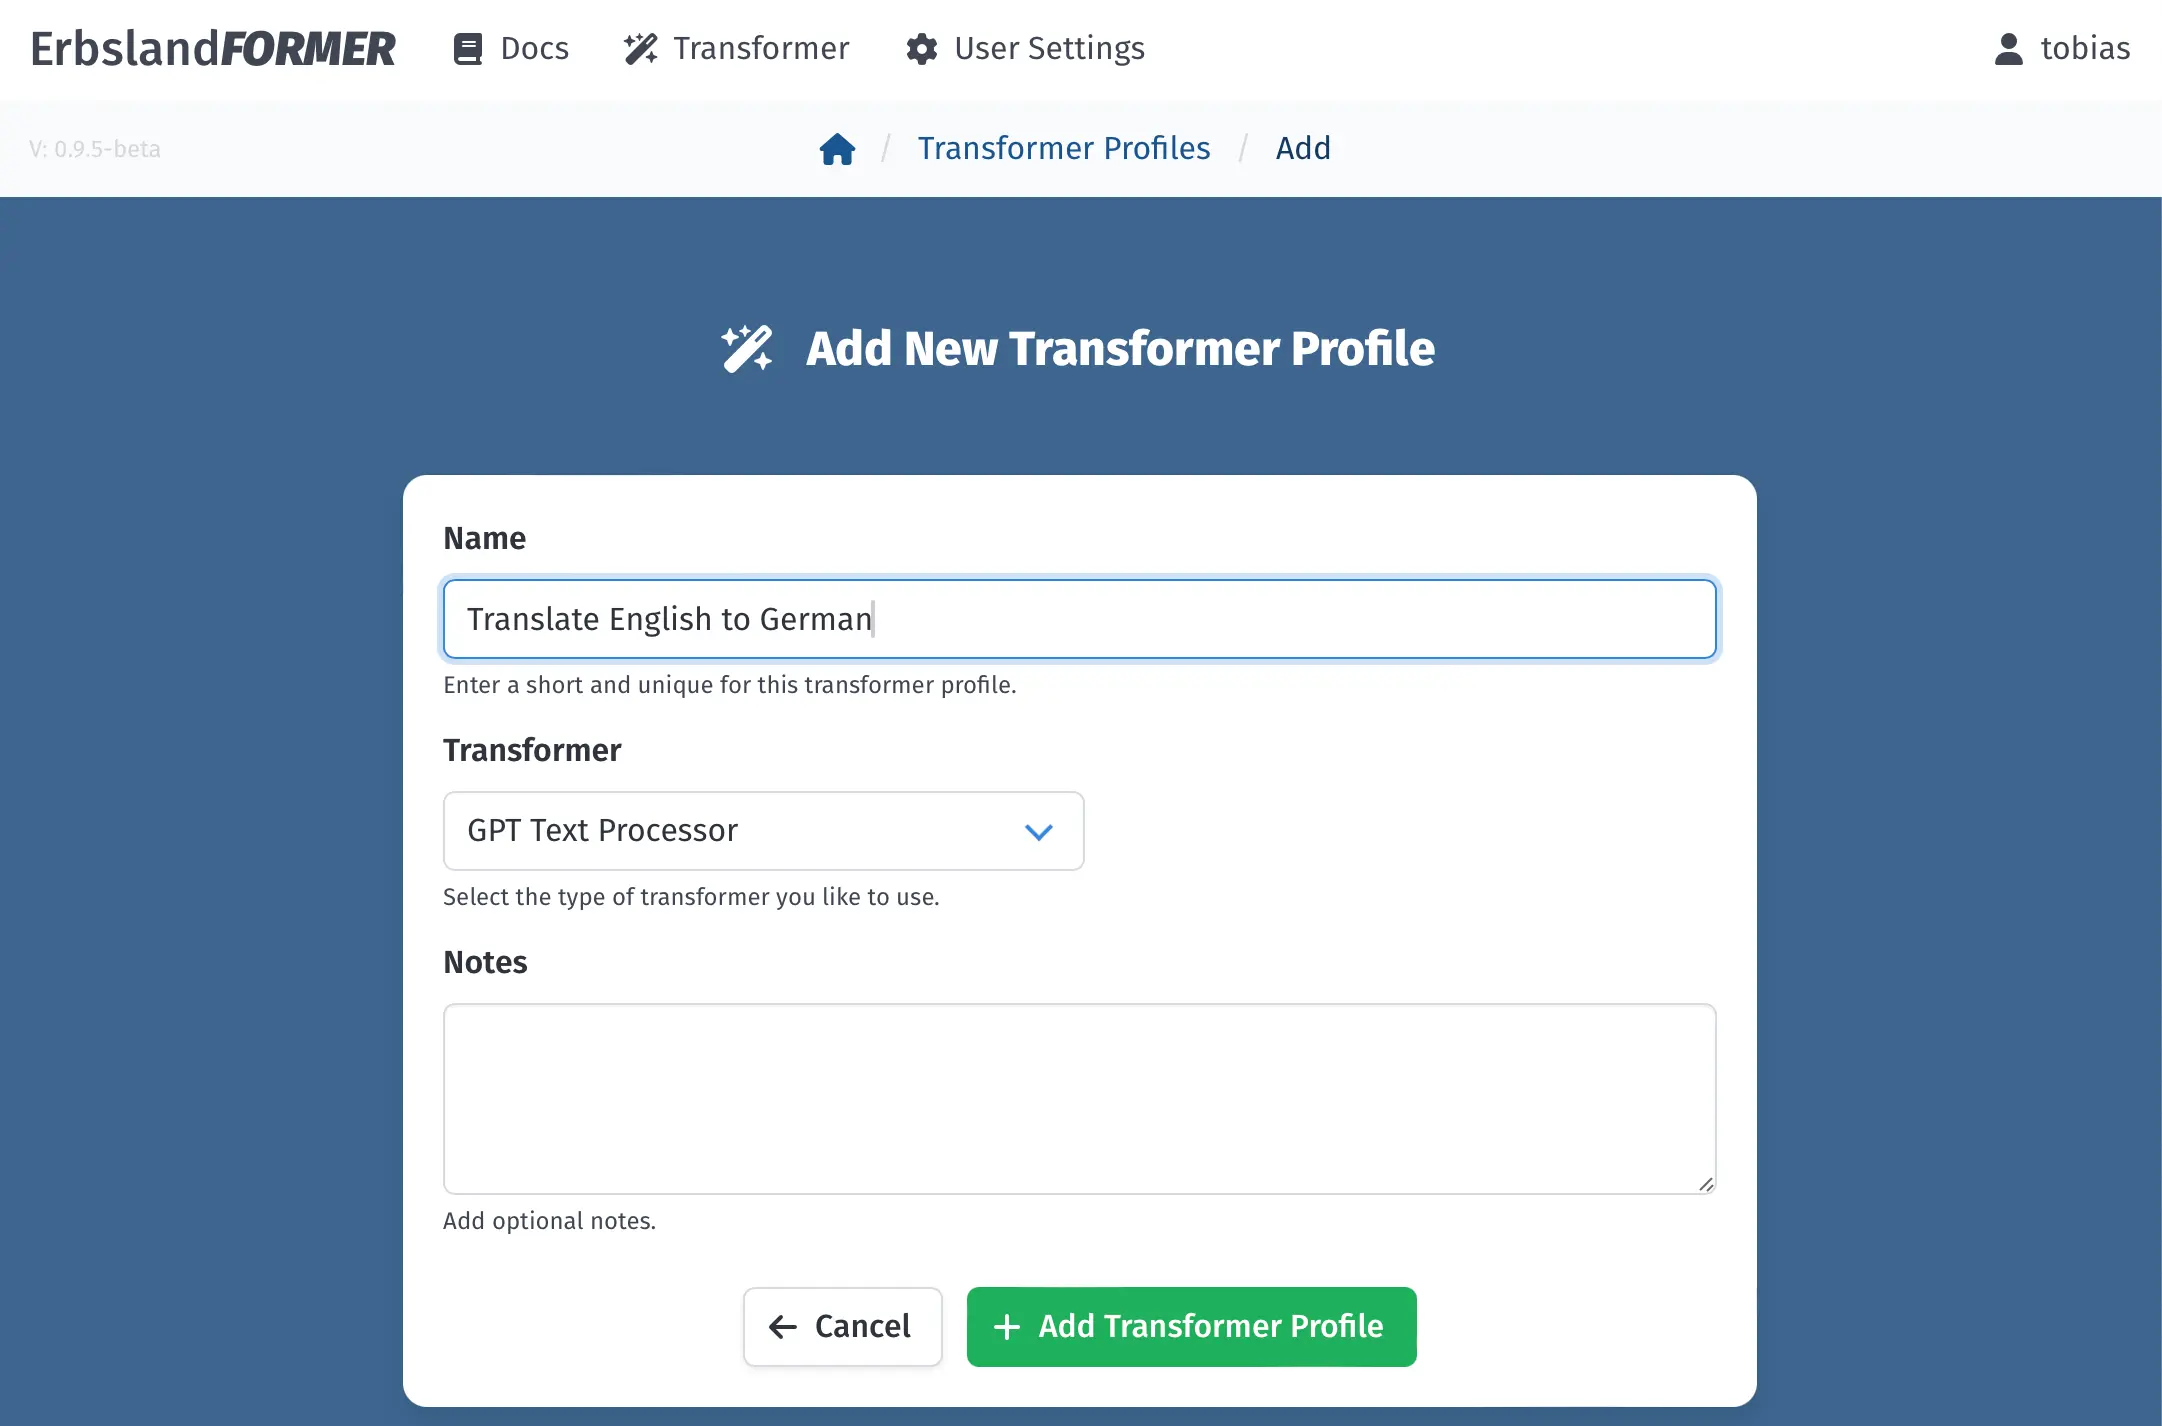 ErbslandFORMER Docs Transformer User Settings tobias
V: 0.9.5-beta / Transformer Profiles / Add
Add New Transformer Profile
Name
Translate English to German
Enter a short and unique for this transformer profile.
Transformer
GPT Text Processor
Select the type of transformer you like to use.
Notes
Add optional notes.
Cancel + Add Transformer Profile